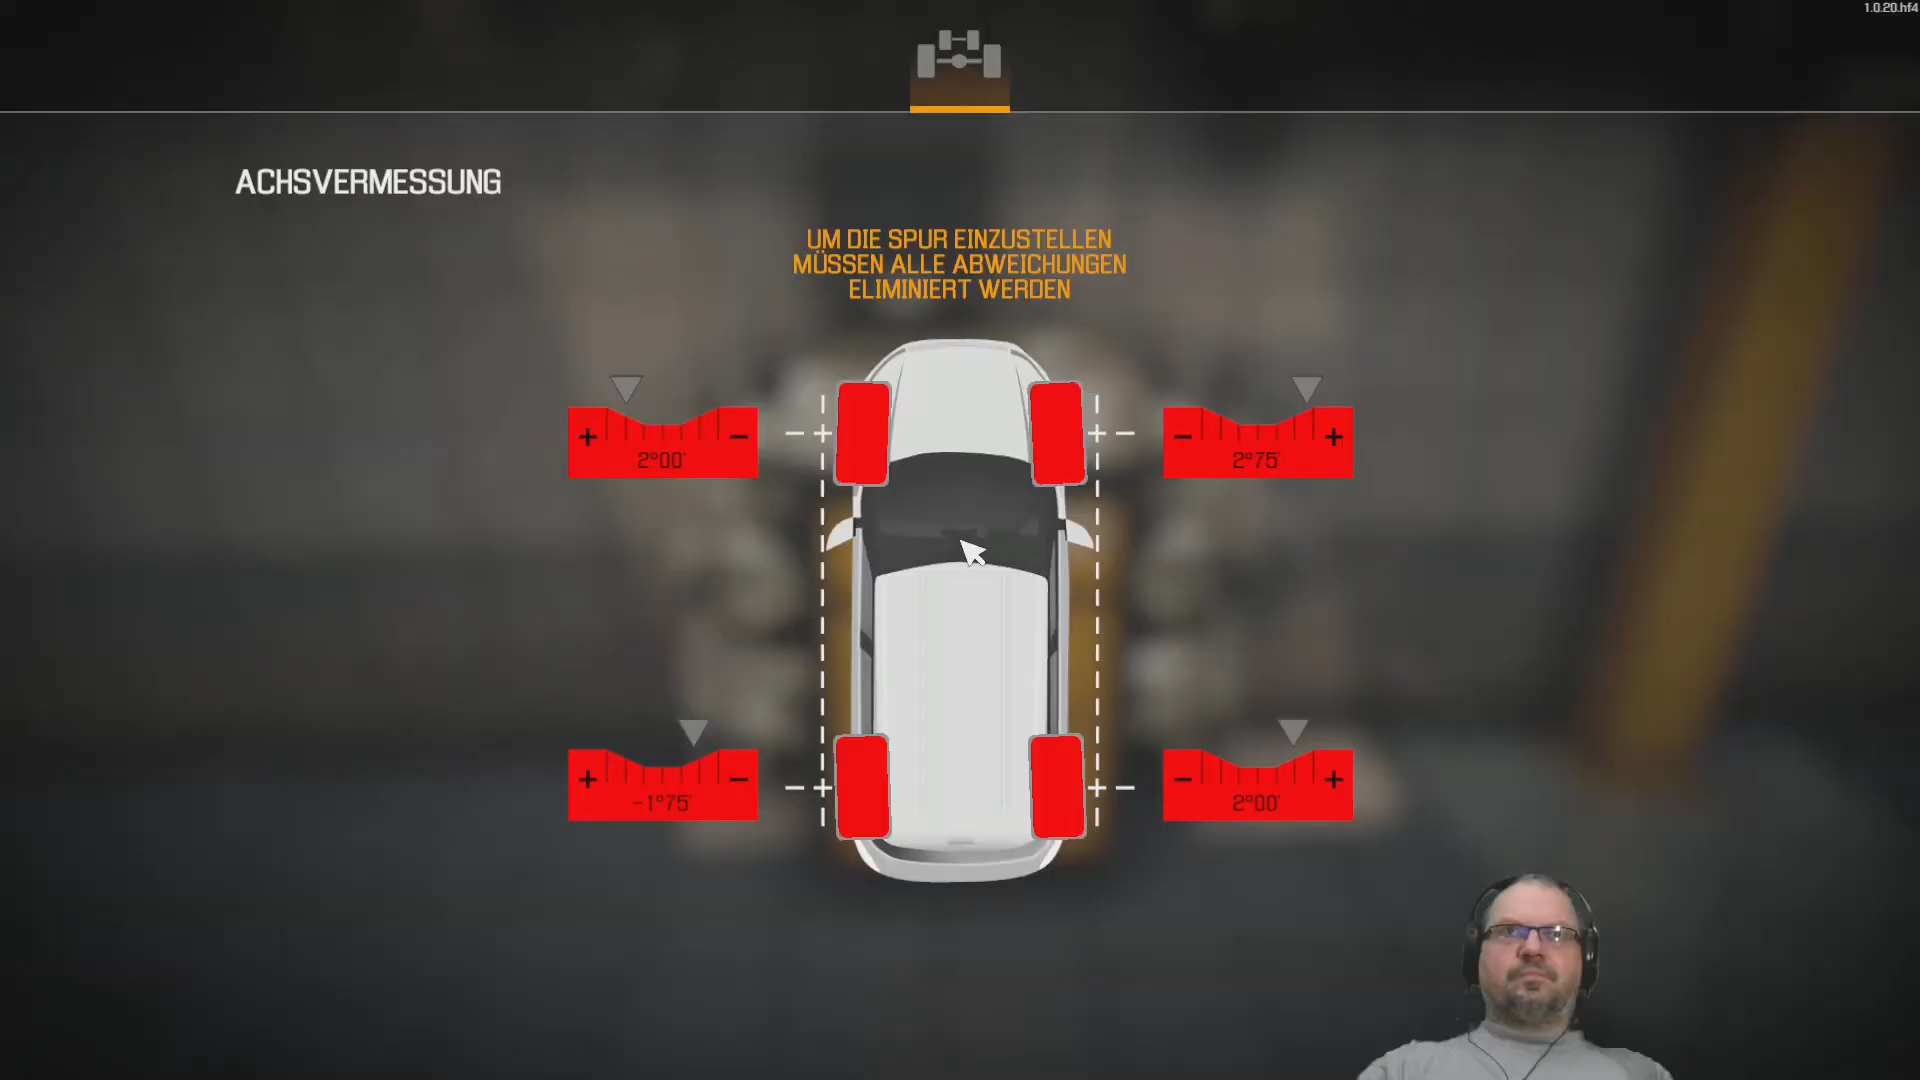 1.0.20.hf4
ACHSVERMESSUNG
UM DIE SPUR EINZUSTELLEN
MÜSSEN ALLE ABWEICHUNGEN
ELIMINIERT WERDEN
+ −
2°00'
− +
2°75'
+ −
-1°75'
− +
2°00'